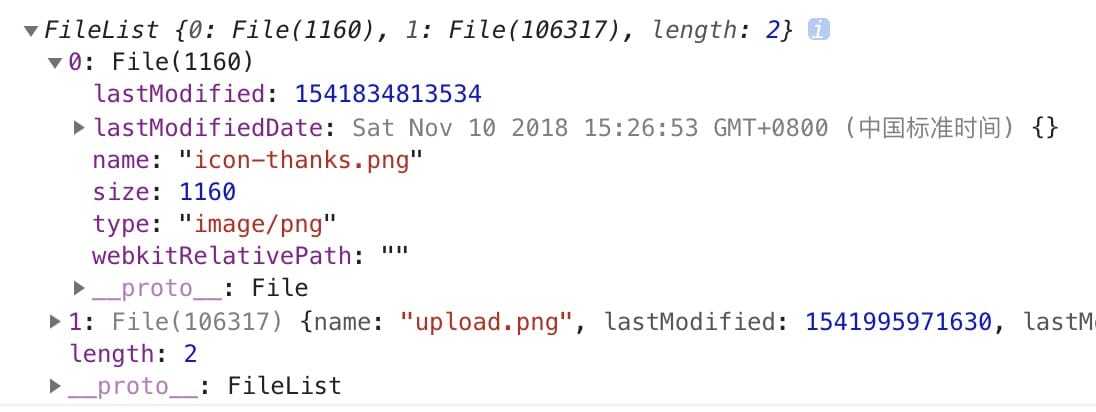 FileList {0: File(1160), 1: File(106317), length: 2} i
0: File(1160)
lastModified: 1541834813534
lastModifiedDate: Sat Nov 10 2018 15:26:53 GMT+0800 (中国标准时间) {}
name: "icon-thanks.png"
size: 1160
type: "image/png"
webkitRelativePath: ""
__proto__: File
1: File(106317) {name: "upload.png", lastModified: 1541995971630, lastM
length: 2
__proto__: FileList